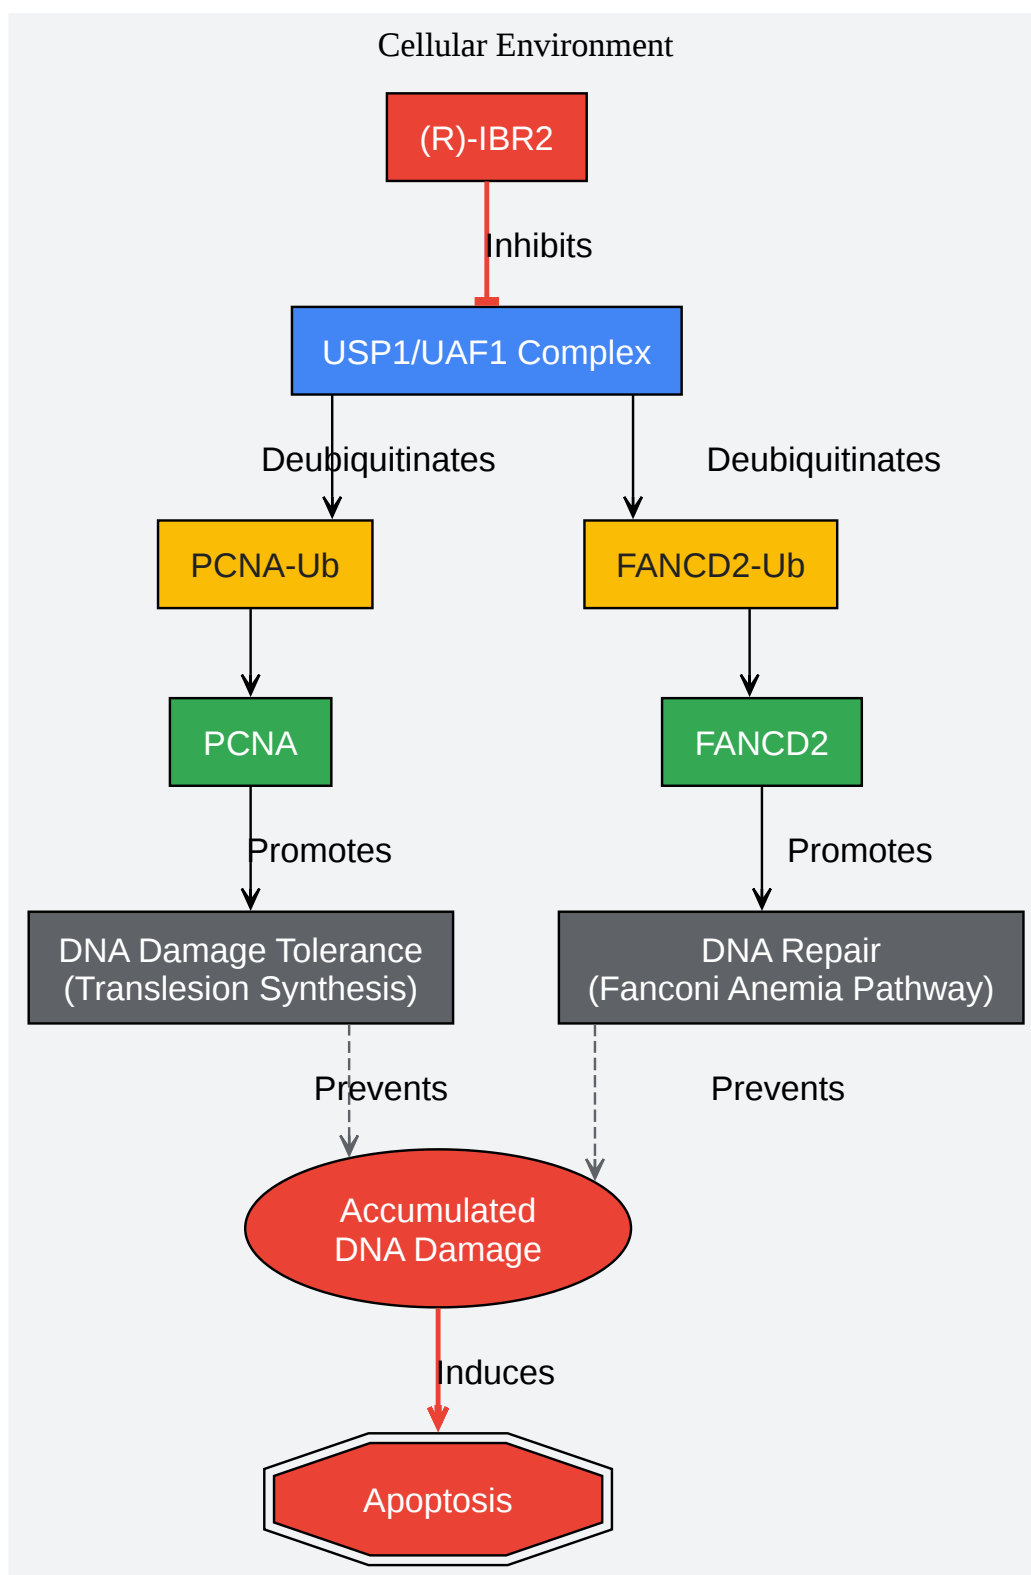 Cellular Environment
(R)-IBR2
Inhibits
USP1/UAF1 Complex
Deubiquitinates
Deubiquitinates
PCNA-Ub
FANCD2-Ub
PCNA
FANCD2
Promotes
Promotes
DNA Damage Tolerance
(Translesion Synthesis)
DNA Repair
(Fanconi Anemia Pathway)
Prevents
Prevents
Accumulated
DNA Damage
Induces
Apoptosis